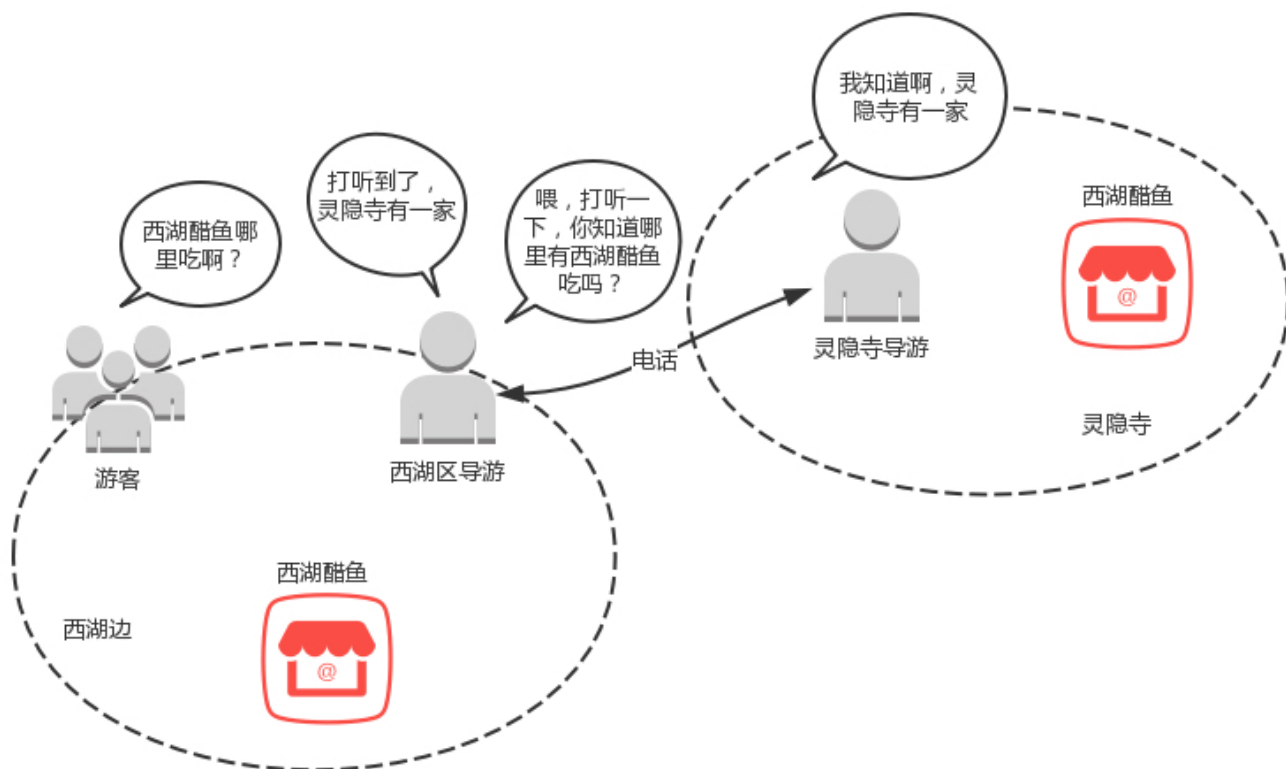 我知道啊，灵
隐寺有一家
打听到了，
灵隐寺有一家
喂，打听一
下，你知道哪
里有西湖醋鱼
吃吗？
西湖醋鱼哪
里吃啊？
西湖醋鱼
@
电话
灵隐寺导游
灵隐寺
游客
西湖区导游
西湖醋鱼
西湖边
@